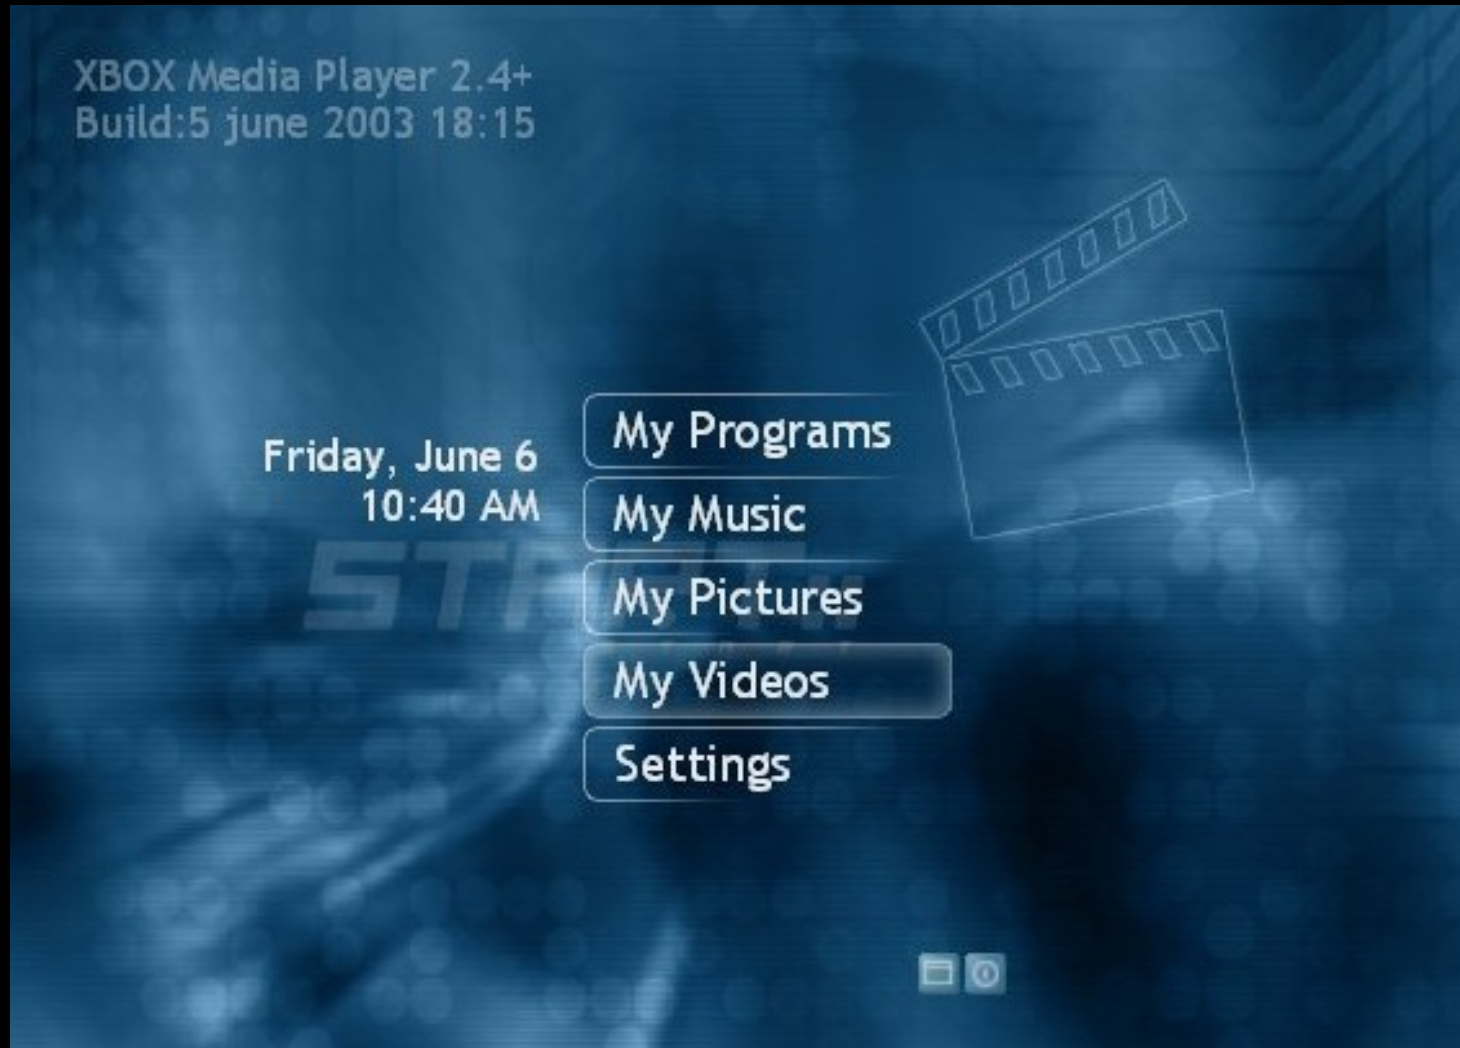 XBOX Media Player 2.4+
Build:5 june 2003 18:15
Friday, June 6
10:40 AM
My Programs
My Music
My Pictures
My Videos
Settings